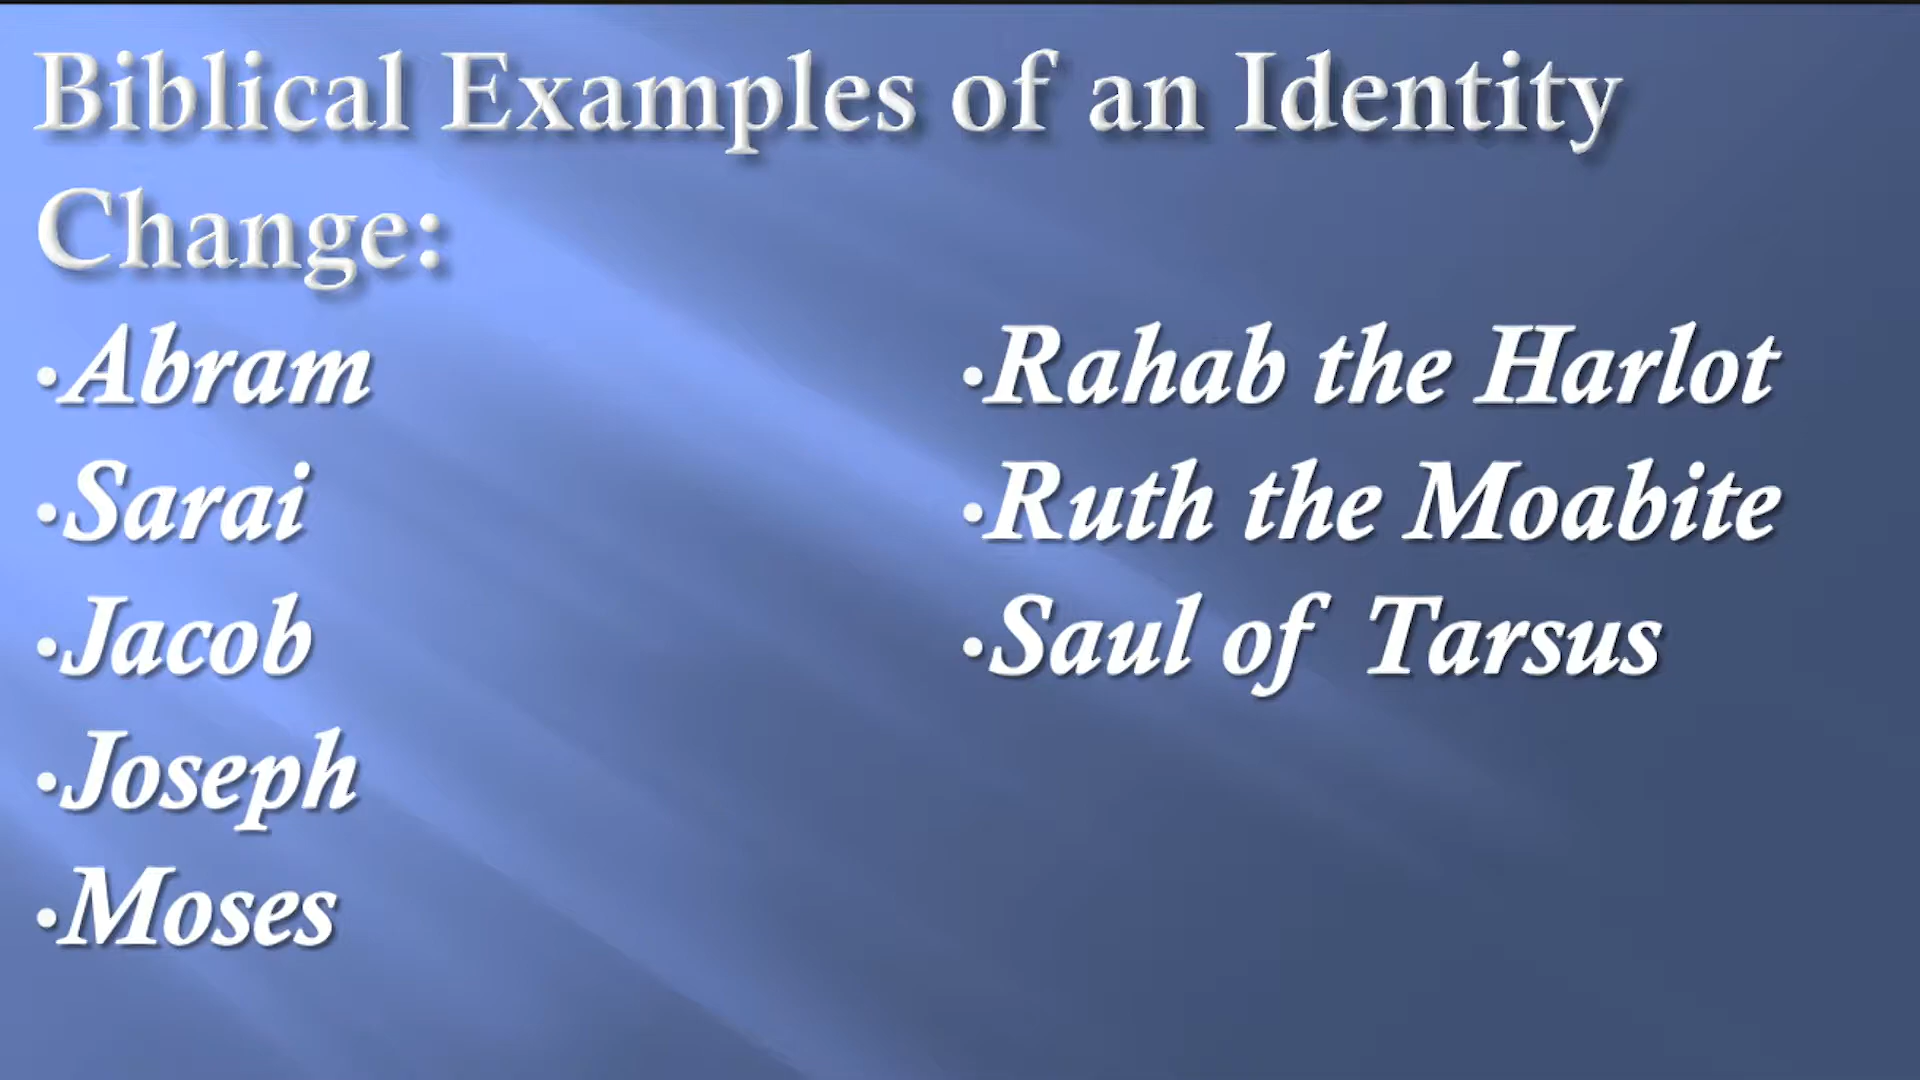 Biblical Examples of an Identity
Change:
•Abram
•Sarai
•Jacob
•Joseph
•Moses
•Rahab the Harlot
•Ruth the Moabite
•Saul of Tarsus